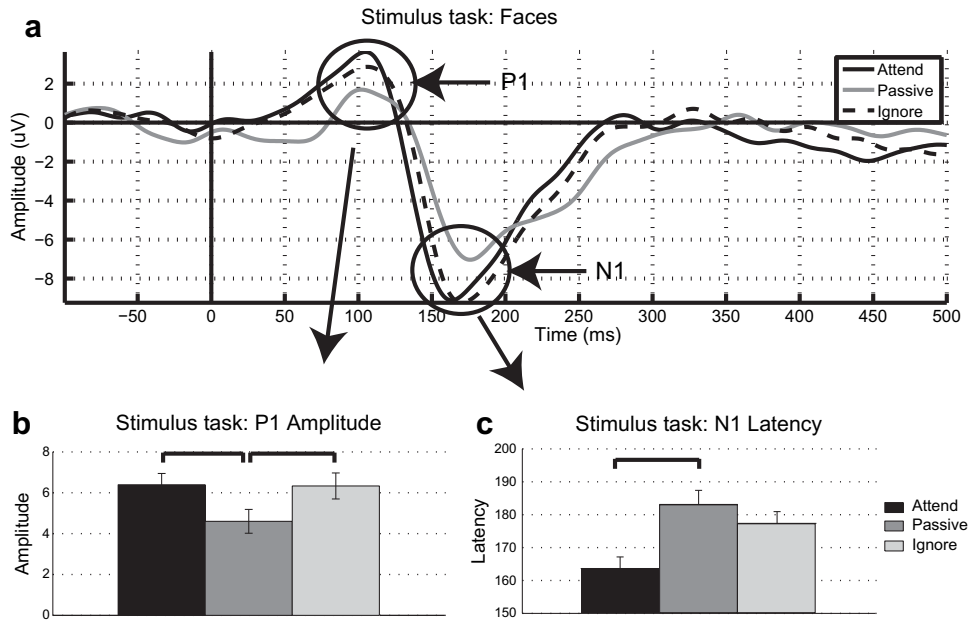 a
Stimulus task: Faces
Amplitude (uV)
2
0
−2
−4
−6
−8
P1
N1
Attend
Passive
Ignore
−50 0 50 100 150 200 250 300 350 400 450 500
Time (ms)
b
Stimulus task: P1 Amplitude
Amplitude
8
6
4
2
0
c
Stimulus task: N1 Latency
Latency
200
190
180
170
160
150
Attend
Passive
Ignore